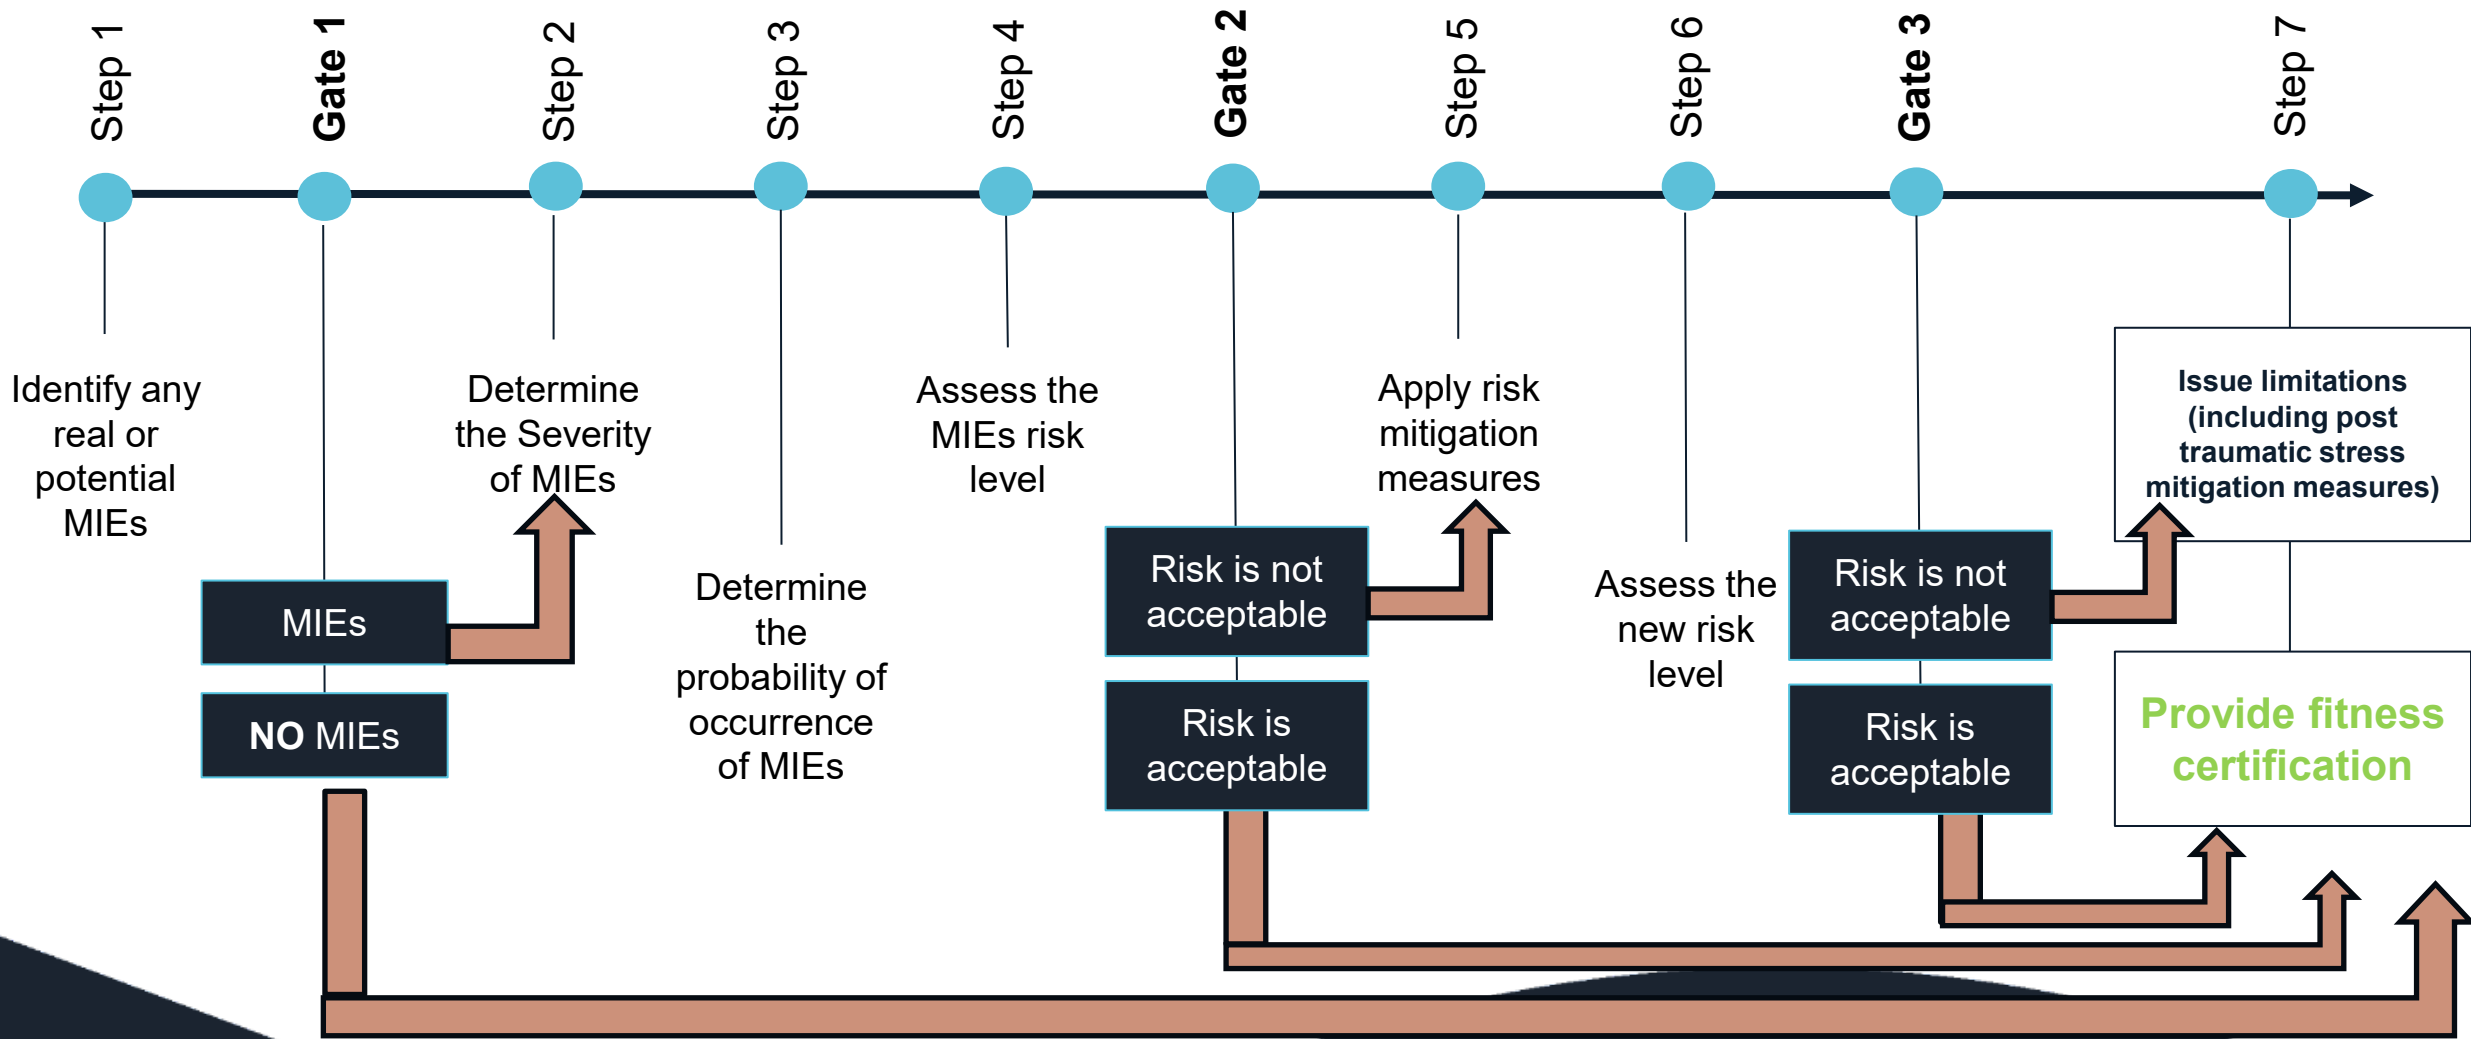 Step 1
Gate 1
Step 2
Step 3
Step 4
Gate 2
Step 5
Step 6
Gate 3
Step 7
Identify any
real or
potential
MIEs
MIEs
NO MIEs
Determine
the Severity
of MIEs
Determine
the
probability of
occurrence
of MIEs
Assess the
MIEs risk
level
Risk is not
acceptable
Risk is
acceptable
Apply risk
mitigation
measures
Assess the
new risk
level
Risk is not
acceptable
Risk is
acceptable
Issue limitations
(including post
traumatic stress
mitigation measures)
Provide fitness
certification